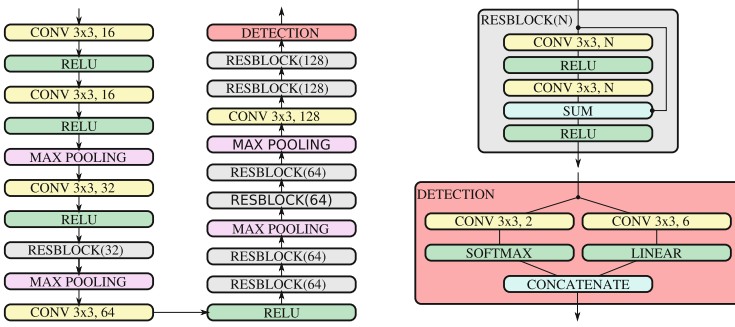 CONV 3x3, 16
RELU
CONV 3x3, 16
RELU
MAX POOLING
CONV 3x3, 32
RELU
RESBLOCK(32)
MAX POOLING
CONV 3x3, 64
DETECTION
RESBLOCK(128)
RESBLOCK(128)
CONV 3x3, 128
MAX POOLING
RESBLOCK(64)
RESBLOCK(64)
MAX POOLING
RESBLOCK(64)
RESBLOCK(64)
RELU
RESBLOCK(N)
CONV 3x3, N
RELU
CONV 3x3, N
SUM
RELU
DETECTION
CONV 3x3, 2
CONV 3x3, 6
SOFTMAX
LINEAR
CONCATENATE